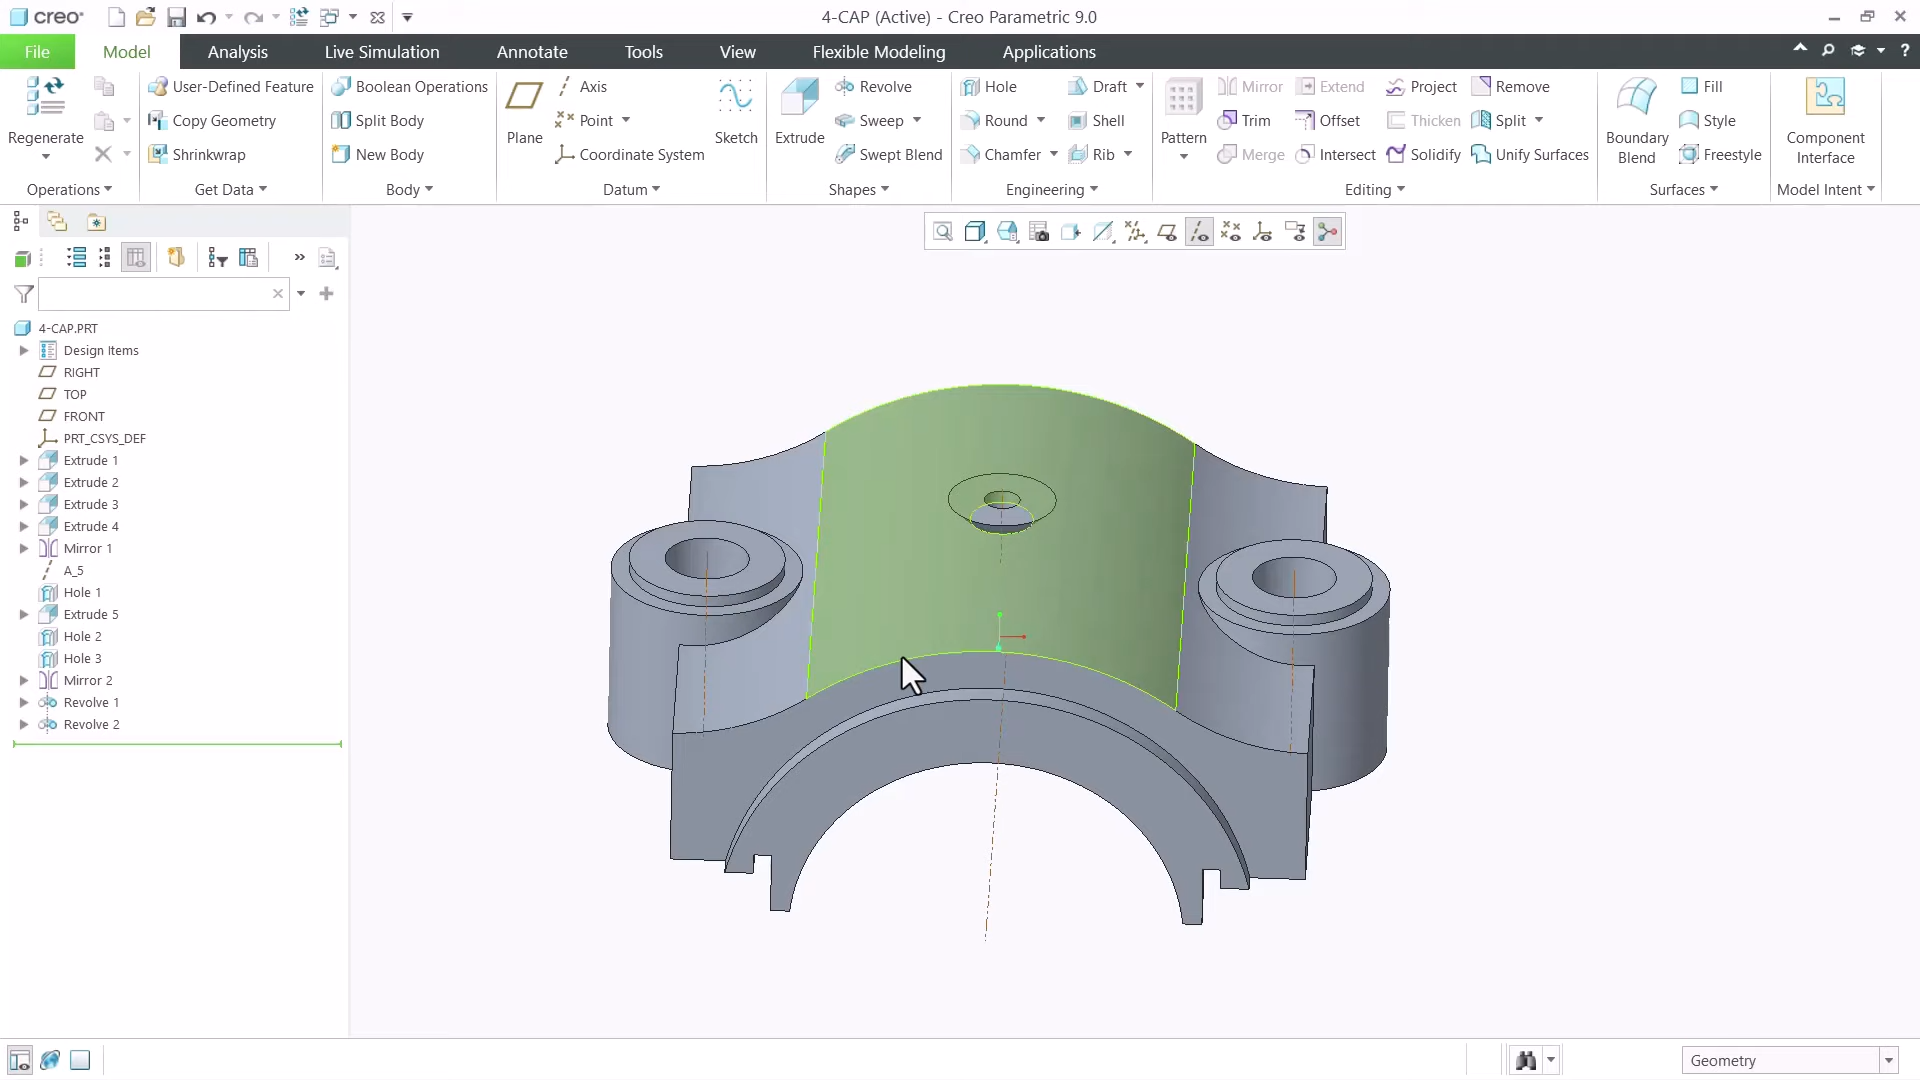 creo
4-CAP (Active) - Creo Parametric 9.0
File
Model
Analysis
Live Simulation
Annotate
Tools
View
Flexible Modeling
Applications
Regenerate
Operations
User-Defined Feature
Copy Geometry
Shrinkwrap
Get Data
Boolean Operations
Split Body
New Body
Body
Plane
Axis
Point
Coordinate System
Sketch
Datum
Extrude
Revolve
Sweep
Swept Blend
Shapes
Hole
Round
Chamfer
Draft
Shell
Rib
Engineering
Pattern
Mirror
Trim
Merge
Extend
Offset
Intersect
Project
Thicken
Solidify
Remove
Split
Unify Surfaces
Editing
Boundary
Blend
Fill
Style
Freestyle
Surfaces
Component
Interface
Model Intent
4-CAP.PRT
Design Items
RIGHT
TOP
FRONT
PRT_CSYS_DEF
Extrude 1
Extrude 2
Extrude 3
Extrude 4
Mirror 1
A_5
Hole 1
Extrude 5
Hole 2
Hole 3
Mirror 2
Revolve 1
Revolve 2
Geometry